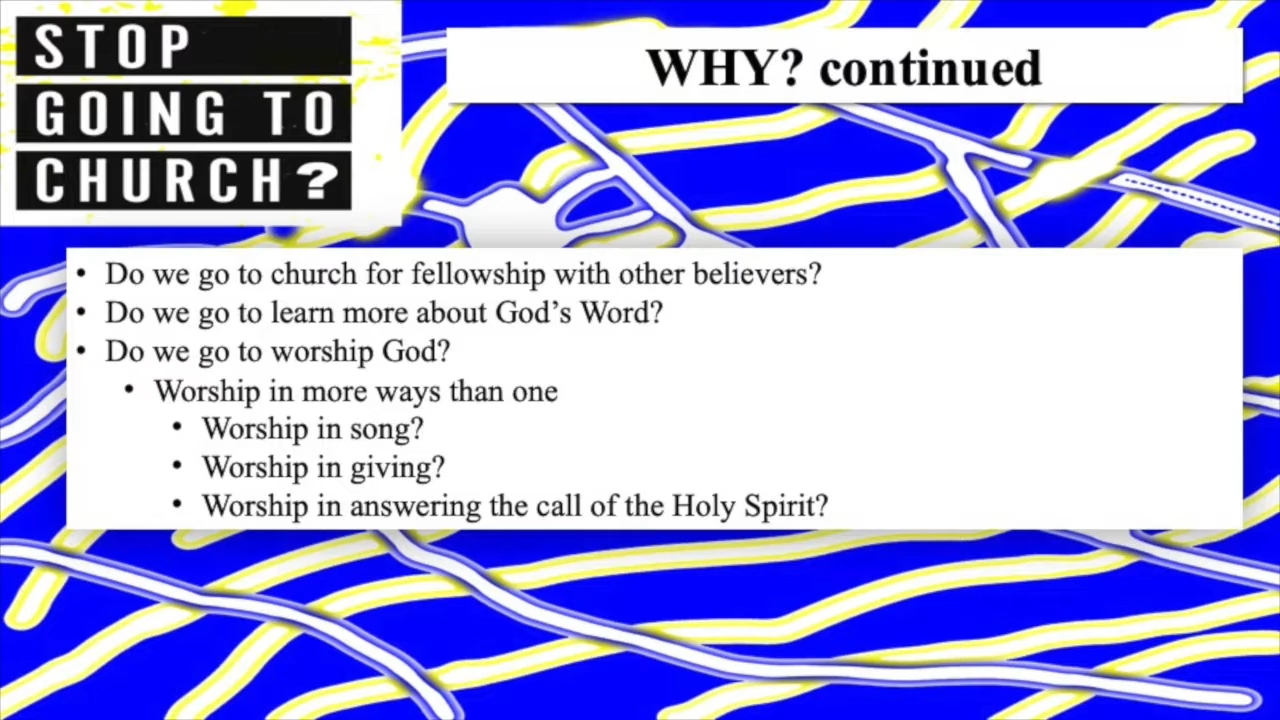 STOP
GOING TO
CHURCH?
WHY? continued
• Do we go to church for fellowship with other believers?
• Do we go to learn more about God’s Word?
• Do we go to worship God?
• Worship in more ways than one
• Worship in song?
• Worship in giving?
• Worship in answering the call of the Holy Spirit?